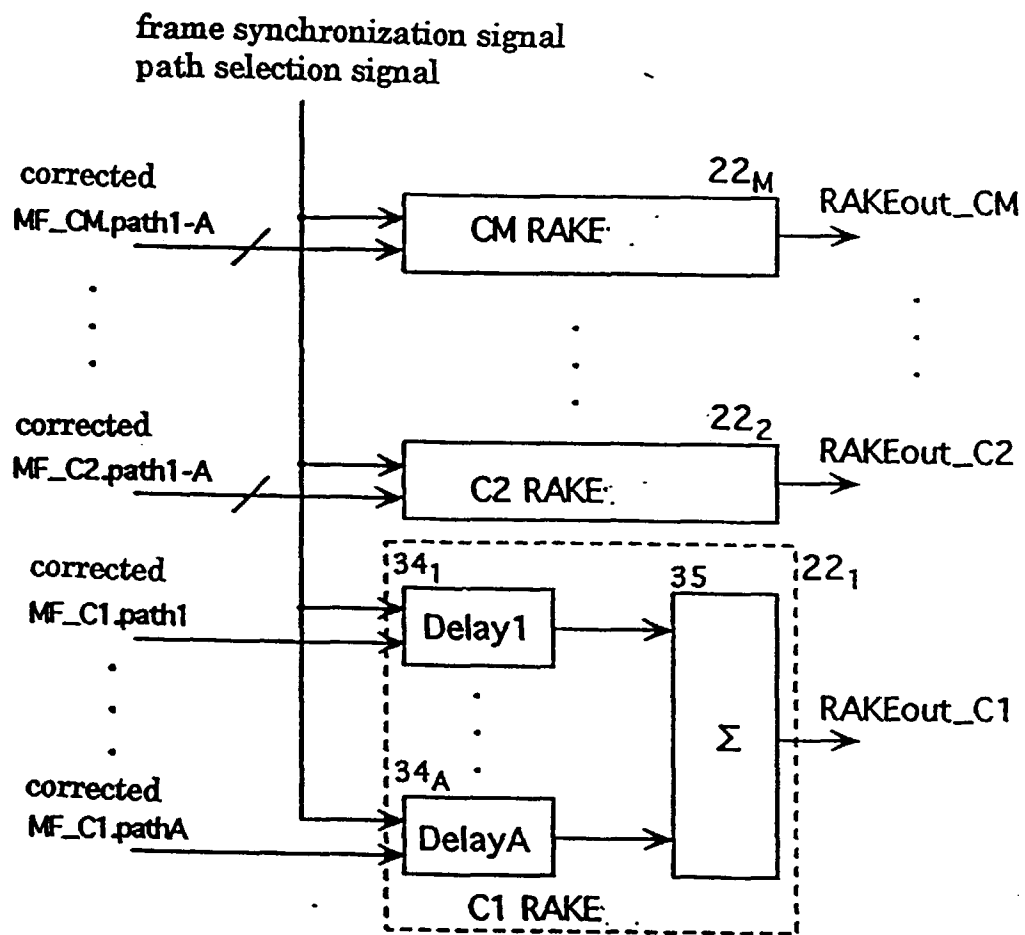 frame synchronization signal
path selection signal
corrected
MF_CM.path1-A
22M
CM RAKE
RAKEout_CM
corrected
MF_C2.path1-A
222
C2 RAKE
RAKEout_C2
corrected
MF_C1.path1
341
Delay1
35
221
Σ
RAKEout_C1
corrected
MF_C1.pathA
34A
DelayA
C1 RAKE